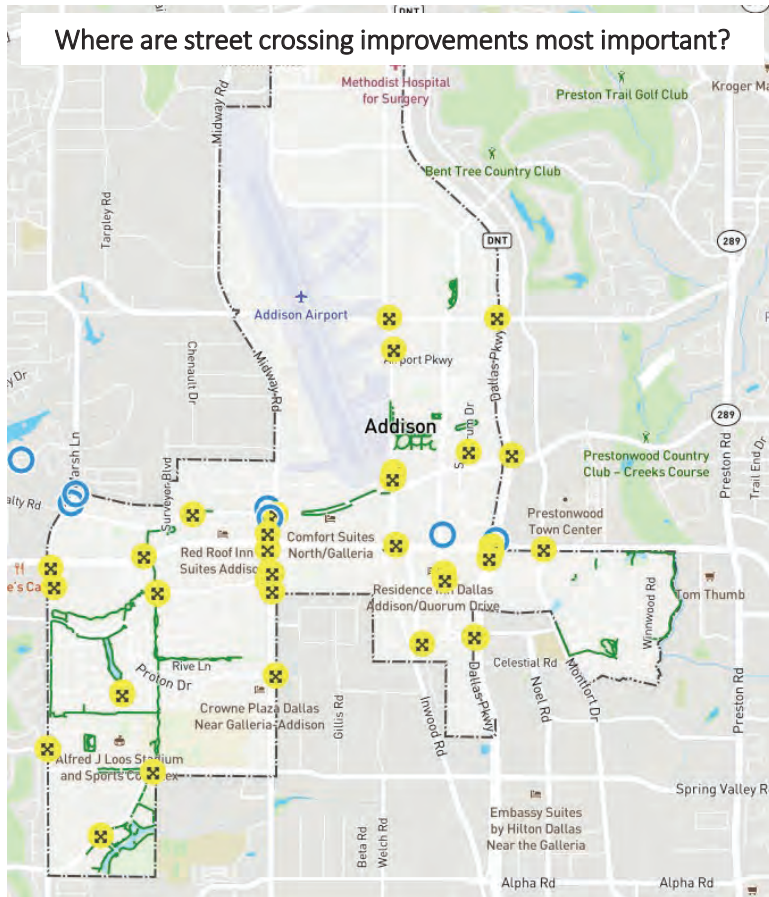 [DNT]
Where are street crossing improvements most important?
Methodist Hospital
for Surgery
Midway Rd
Preston Trail Golf Club
Kroger Ma
Bent Tree Country Club
Tarpley Rd
DNT
289
Addison Airport
Chenault Dr
Midway Rd
Airport Pkwy
Dallas Pkwy
y Dr
Addison
289
Marsh Ln
Surveyor Blvd
rum Dr
Prestonwood Country
Club – Creeks Course
Preston Rd
Trail End Dr
alty Rd
Prestonwood
Town Center
Comfort Suites
North/Galleria
Red Roof Inn
Suites Addis
e's Ca
Residence Inn Dallas
Addison/Quorum Drive
Winnwood Rd
Tom Thumb
Rive Ln
Proton Dr
Celestial Rd
Montfort Dr
Noel Rd
Dallas Pkwy
Inwood Rd
Gillis Rd
Preston Rd
Crowne Plaza Dallas
Near Galleria-Addison
Alfred J Loos Stadium
and Sports Complex
Spring Valley R
Embassy Suites
by Hilton Dallas
Near the Galleria
Beta Rd
Welch Rd
Alpha Rd
Alpha Rd